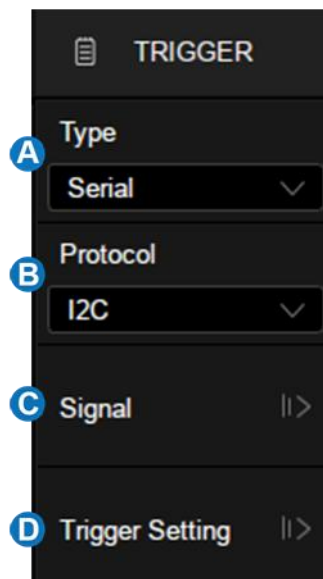 TRIGGER
A
Type
Serial
B
Protocol
I2C
C
Signal
D
Trigger Setting